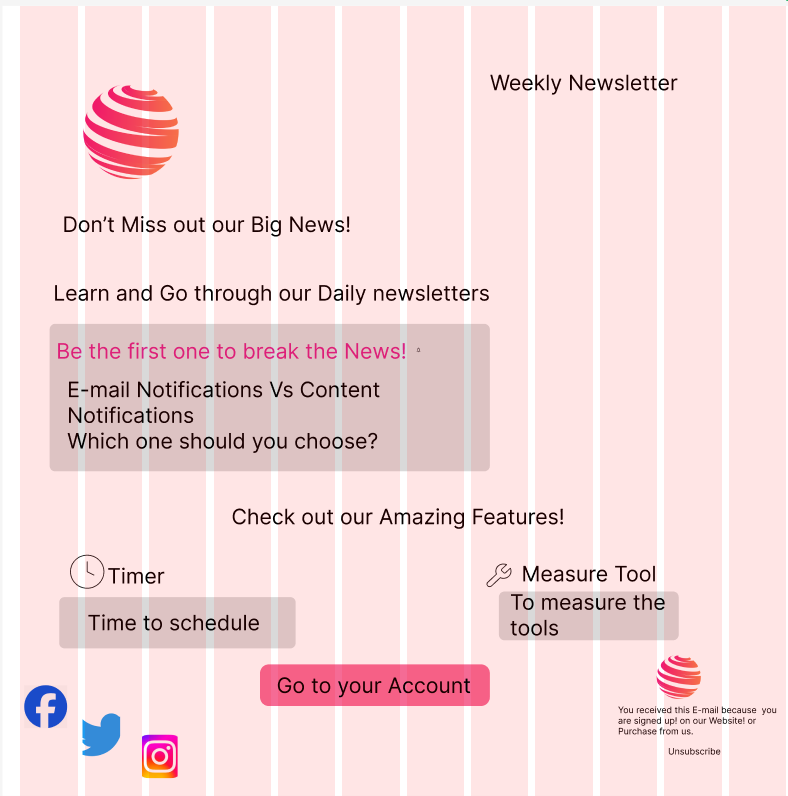 Weekly Newsletter
Don’t Miss out our Big News!
Learn and Go through our Daily newsletters
Be the first one to break the News!
E-mail Notifications Vs Content
Notifications
Which one should you choose?
Check out our Amazing Features!
Timer
Measure Tool
Time to schedule
To measure the
tools
Go to your Account
You received this E-mail because  you
are signed up! on our Website! or
Purchase from us.
Unsubscribe